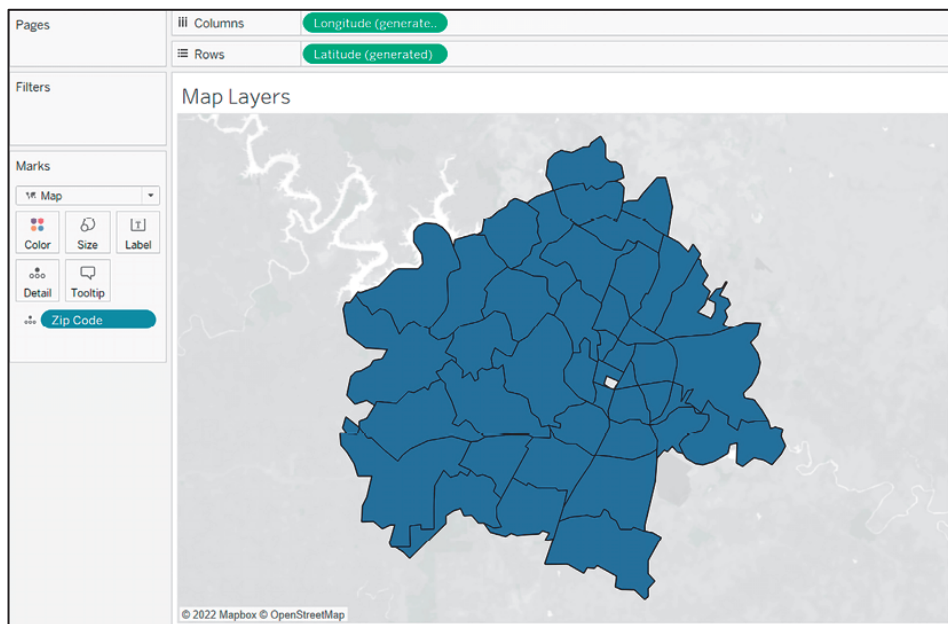 Pages
Columns
Longitude (generate..
Rows
Latitude (generated)
Filters
Map Layers
Marks
Map
Color
Size
T
Label
Detail
Tooltip
Zip Code
© 2022 Mapbox © OpenStreetMap